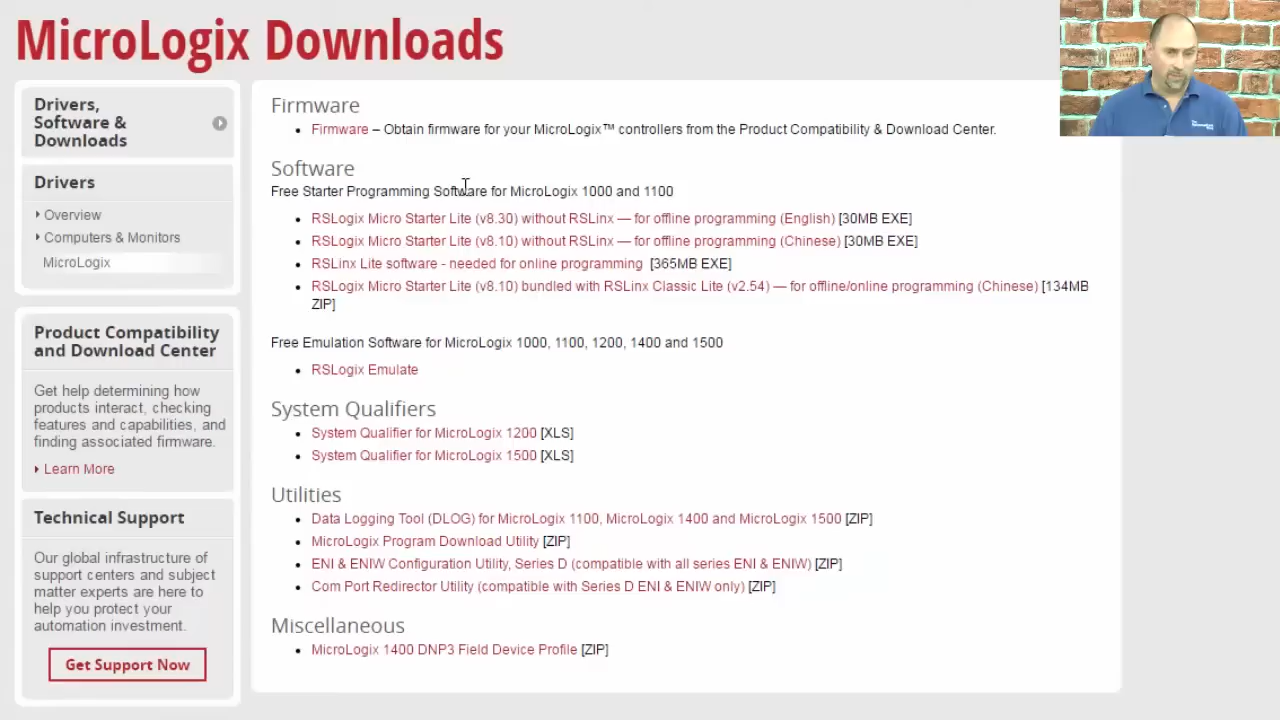 MicroLogix Downloads
Drivers,
Software &
Downloads
Drivers
Overview
Computers & Monitors
MicroLogix
Product Compatibility
and Download Center
Get help determining how
products interact, checking
features and capabilities, and
finding associated firmware.
Learn More
Technical Support
Our global infrastructure of
support centers and subject
matter experts are here to
help you protect your
automation investment.
Get Support Now
Firmware
Firmware – Obtain firmware for your MicroLogix™ controllers from the Product Compatibility & Download Center.
Software
Free Starter Programming Software for MicroLogix 1000 and 1100
RSLogix Micro Starter Lite (v8.30) without RSLinx — for offline programming (English) [30MB EXE]
RSLogix Micro Starter Lite (v8.10) without RSLinx — for offline programming (Chinese) [30MB EXE]
RSLinx Lite software - needed for online programming [365MB EXE]
RSLogix Micro Starter Lite (v8.10) bundled with RSLinx Classic Lite (v2.54) — for offline/online programming (Chinese) [134MB
ZIP]
Free Emulation Software for MicroLogix 1000, 1100, 1200, 1400 and 1500
RSLogix Emulate
System Qualifiers
System Qualifier for MicroLogix 1200 [XLS]
System Qualifier for MicroLogix 1500 [XLS]
Utilities
Data Logging Tool (DLOG) for MicroLogix 1100, MicroLogix 1400 and MicroLogix 1500 [ZIP]
MicroLogix Program Download Utility [ZIP]
ENI & ENIW Configuration Utility, Series D (compatible with all series ENI & ENIW) [ZIP]
Com Port Redirector Utility (compatible with Series D ENI & ENIW only) [ZIP]
Miscellaneous
MicroLogix 1400 DNP3 Field Device Profile [ZIP]